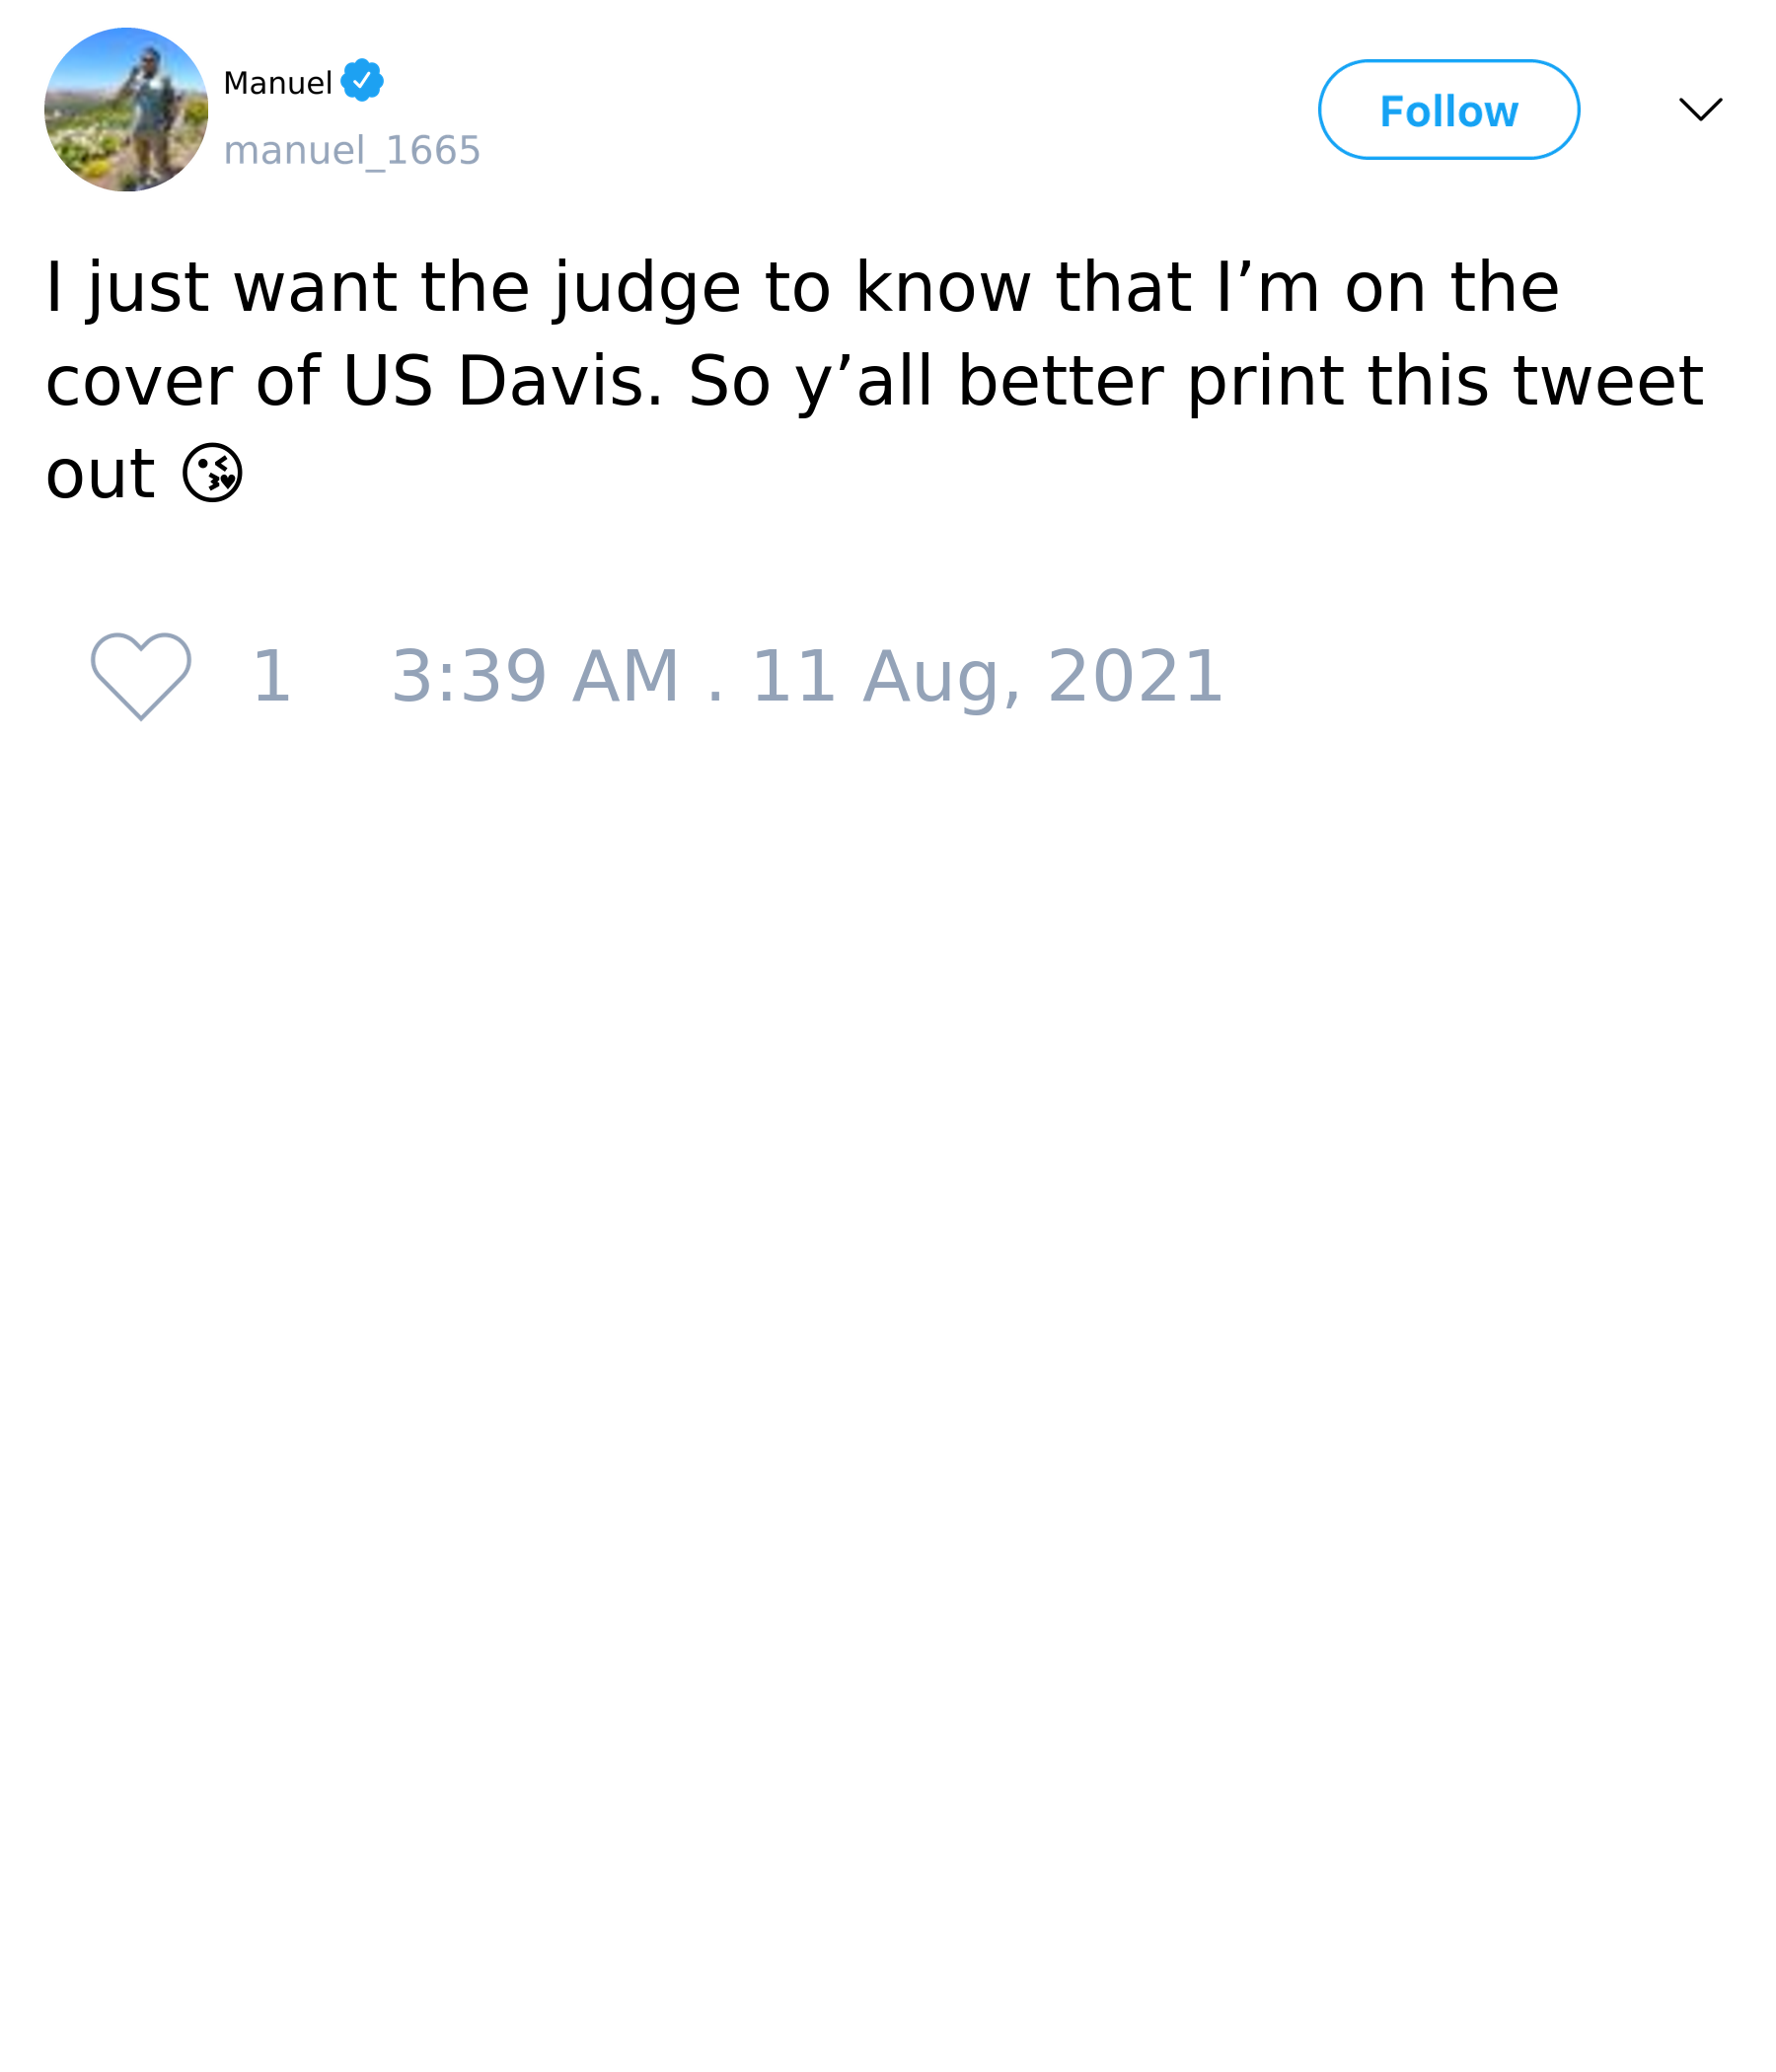 Manuel
manuel_1665
Follow
I just want the judge to know that I’m on the
cover of US Davis. So y’all better print this tweet
out 😘
1 3:39 AM . 11 Aug, 2021